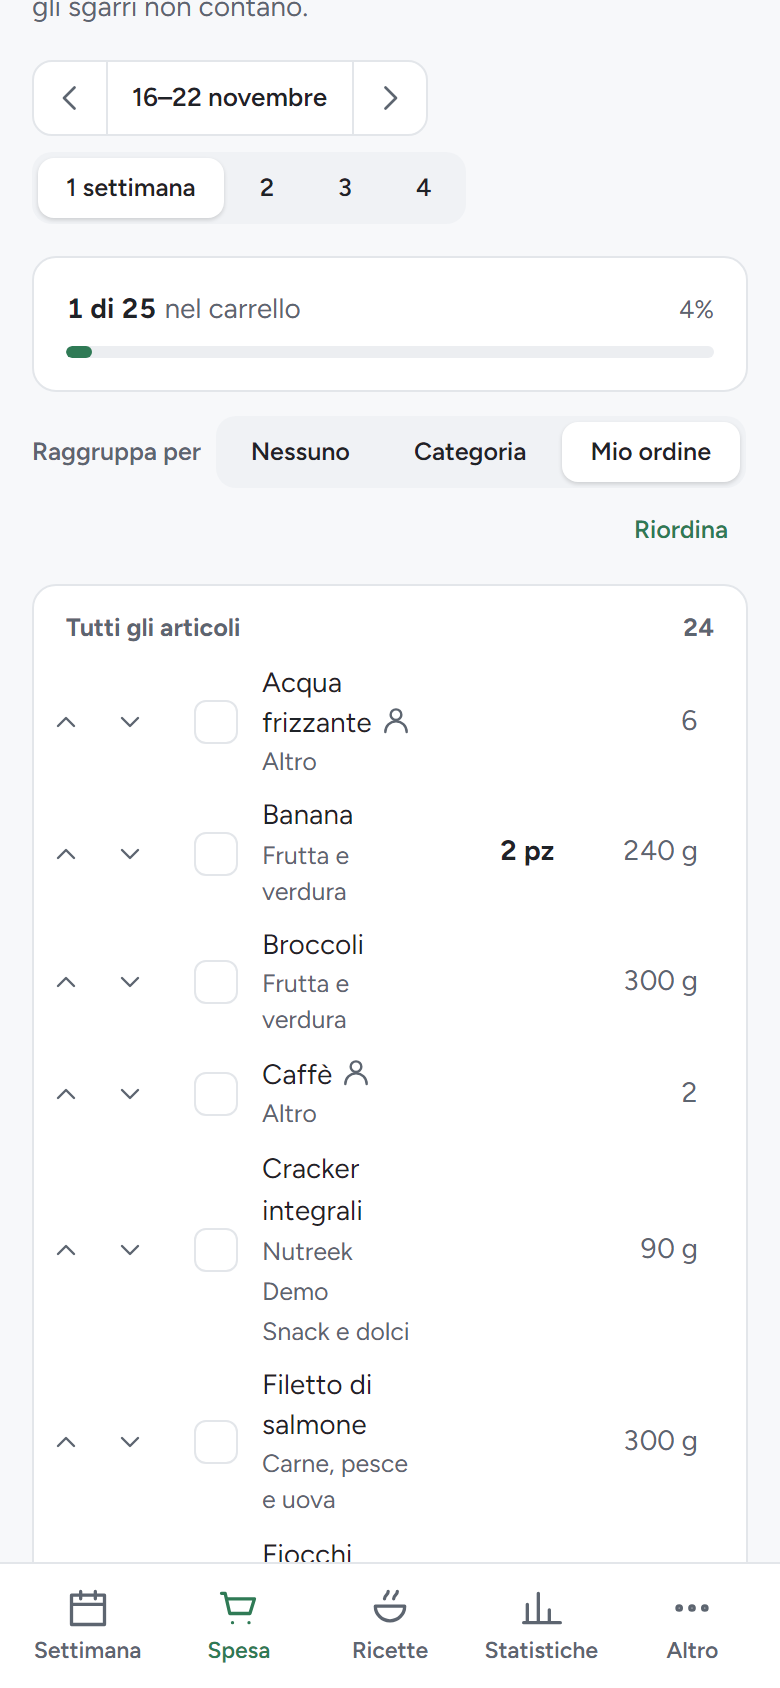 gli sgarri non contano.
16–22 novembre
1 settimana 2 3 4
1 di 25 nel carrello 4%
Raggruppa per Nessuno Categoria Mio ordine
Riordina
Tutti gli articoli 24
Acqua
frizzante 6
Altro
Banana
2 pz 240 g
Frutta e
verdura
Broccoli
Frutta e 300 g
verdura
Caffè
2
Altro
Cracker
integrali
Nutreek 90 g
Demo
Snack e dolci
Filetto di
salmone
300 g
Carne, pesce
e uova
Fiocchi
Settimana Spesa Ricette Statistiche Altro